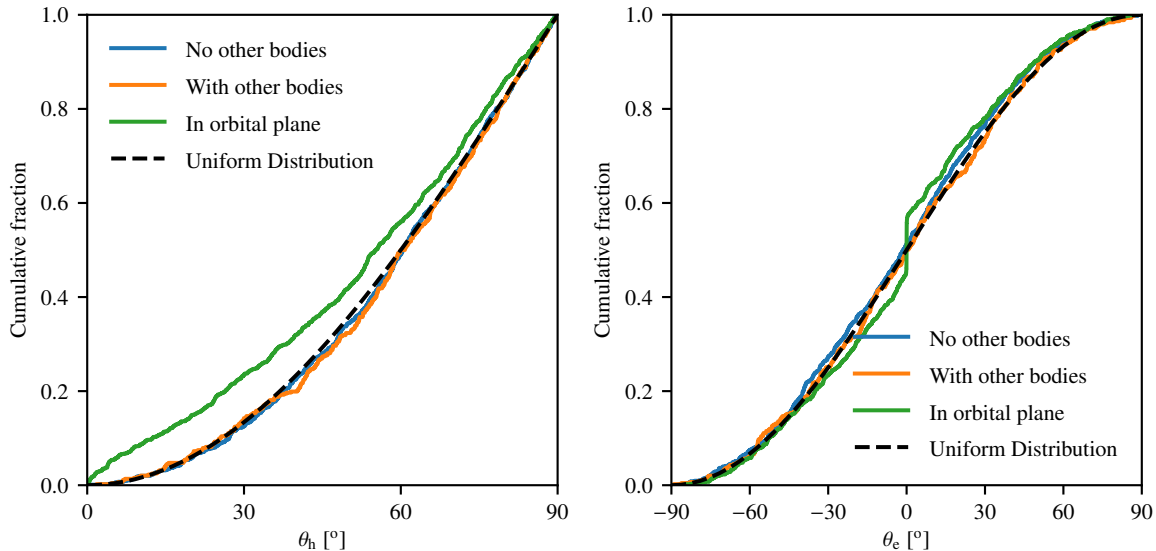 Cumulative fraction
1.0
0.8
0.6
0.4
0.2
0.0
No other bodies
With other bodies
In orbital plane
Uniform Distribution
0 30 60 90
θh [º]
Cumulative fraction
1.0
0.8
0.6
0.4
0.2
0.0
No other bodies
With other bodies
In orbital plane
Uniform Distribution
−90 −60 −30 0 30 60 90
θe [º]